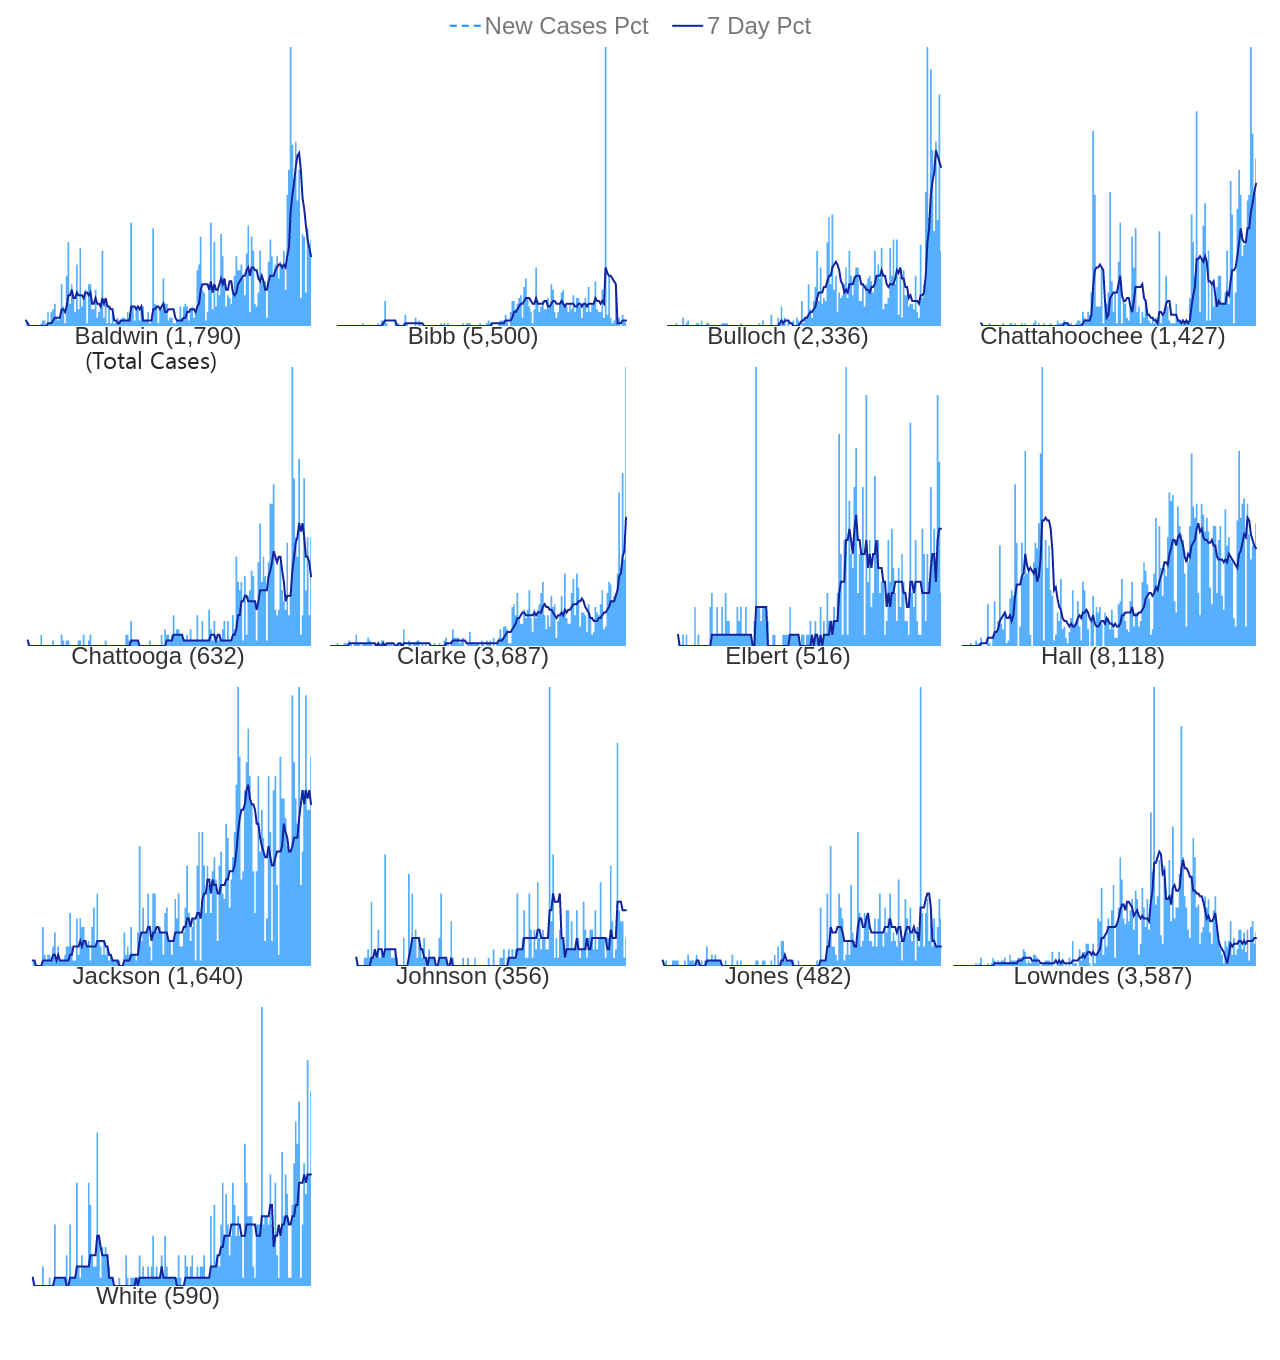 New Cases Pct 7 Day Pct
Baldwin (1,790) Bibb (5,500) Bulloch (2,336) Chattahoochee (1,427)
(Total Cases)
Chattooga (632) Clarke (3,687) Elbert (516) Hall (8,118)
Jackson (1,640) Johnson (356) Jones (482) Lowndes (3,587)
White (590)